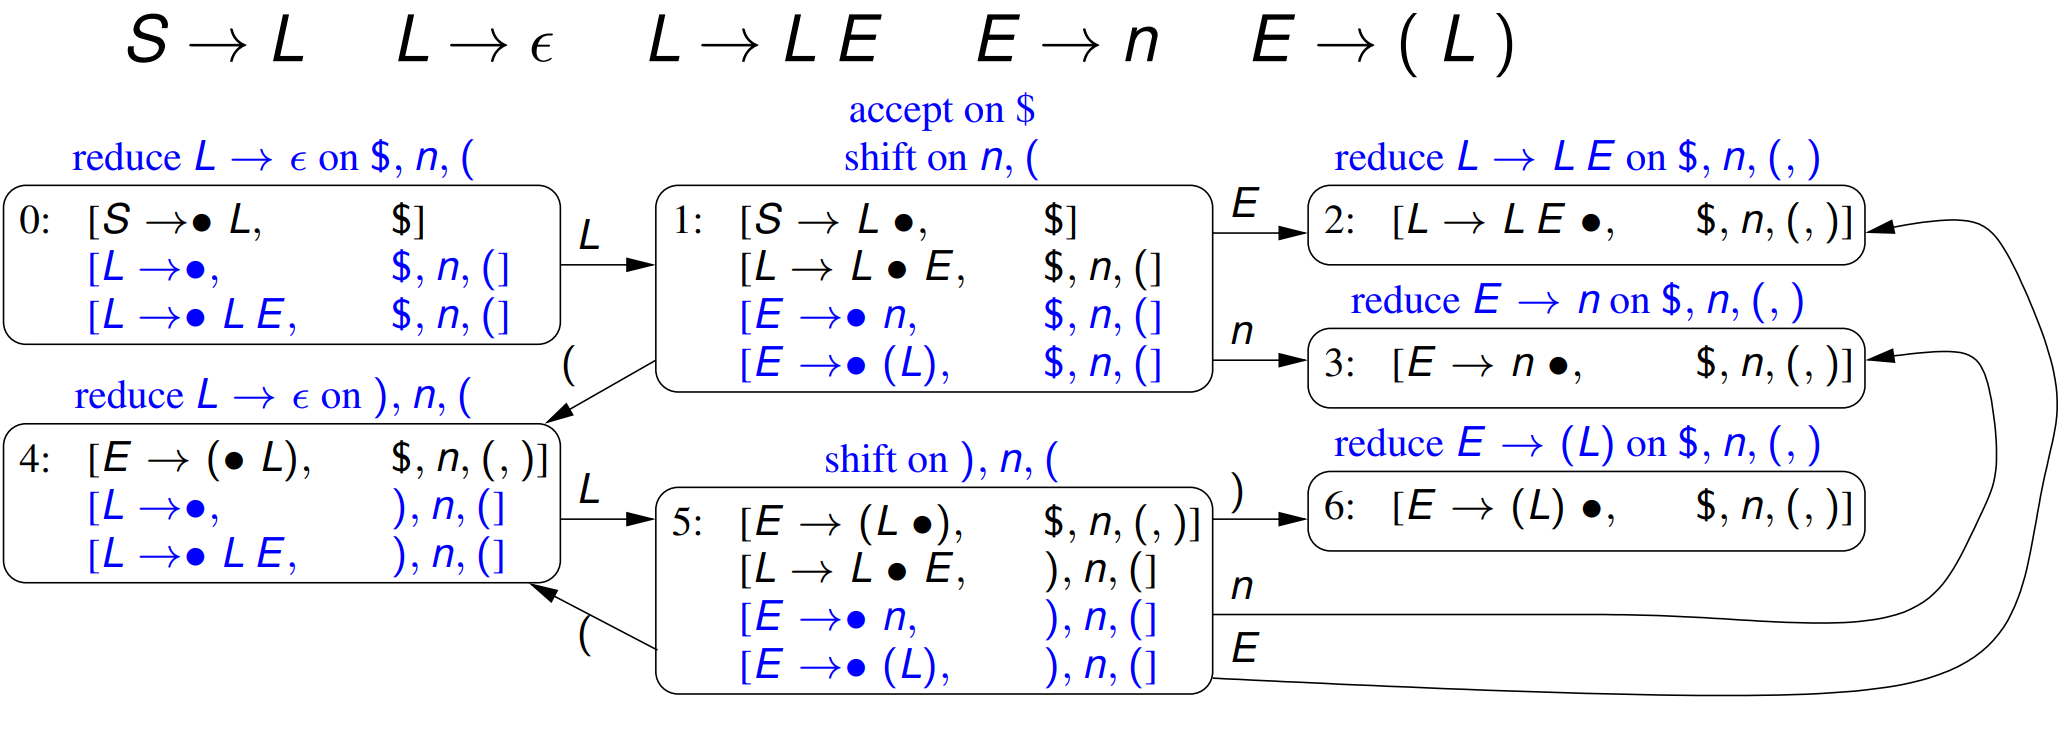 S → L L → ϵ L → L E E → n E → ( L )
accept on $
reduce L → ϵ on $, n, (
shift on n, (
reduce L → L E on $, n, (, )
0: [S →• L, $]
[L →•, $, n, (]
[L →• L E, $, n, (]
L
1: [S → L •, $]
[L → L • E, $, n, (]
[E →• n, $, n, (]
[E →• (L), $, n, (]
E
2: [L → L E •, $, n, (, )]
reduce E → n on $, n, (, )
n
3: [E → n •, $, n, (, )]
(
reduce L → ϵ on ), n, (
4: [E → (• L), $, n, (, )]
[L →•, ), n, (]
[L →• L E, ), n, (]
L
shift on ), n, (
5: [E → (L •), $, n, (, )]
[L → L • E, ), n, (]
[E →• n, ), n, (]
[E →• (L), ), n, (]
reduce E → (L) on $, n, (, )
)
6: [E → (L) •, $, n, (, )]
n
(
E